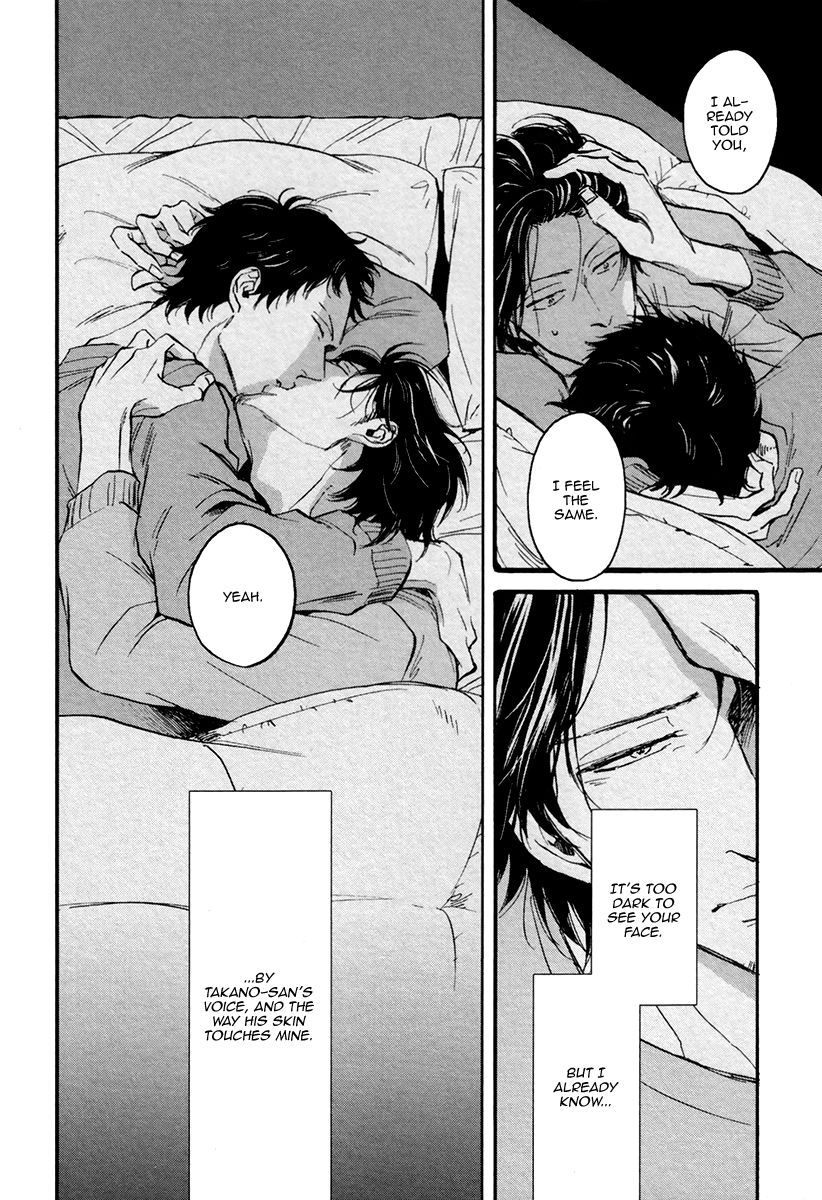 I AL-
READY
TOLD
YOU,
I FEEL
THE
SAME.
IT'S TOO
DARK TO
SEE YOUR
FACE.
BUT I
ALREADY
KNOW...
YEAH.
...BY
TAKANO-SAN'S
VOICE, AND THE
WAY HIS SKIN
TOUCHES MINE.